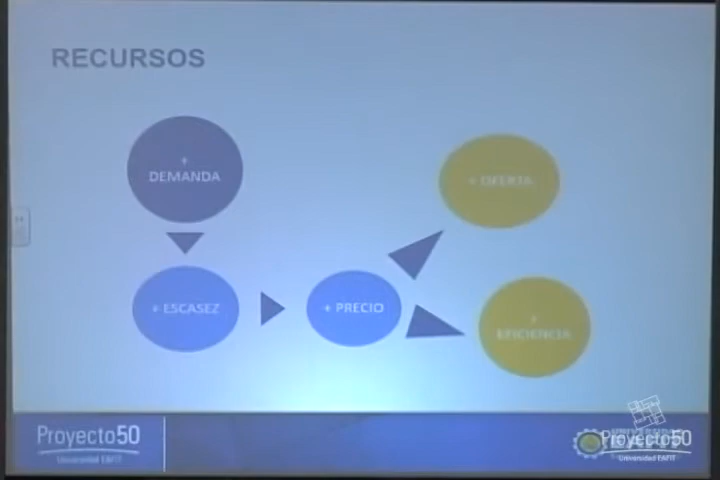 RECURSOS
+
DEMANDA
+ OFERTA
+ ESCASEZ
+ PRECIO
+
EFICIENCIA
Proyecto50
Universidad EAFIT
Proyecto50
Universidad EAFIT